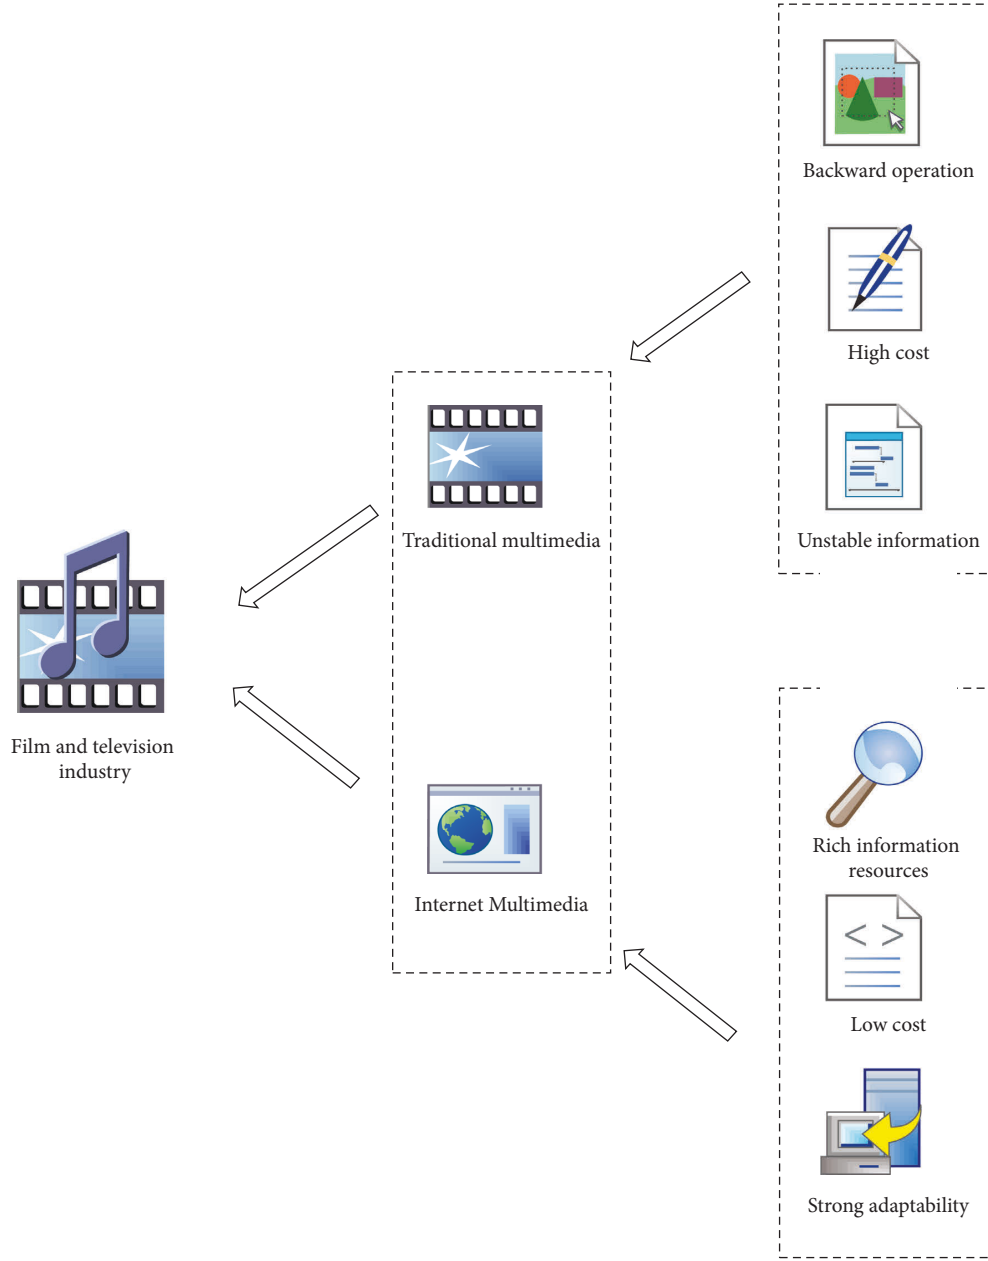 Backward operation
High cost
Unstable information
Traditional multimedia
Film and television
industry
Internet Multimedia
Rich information
resources
Low cost
Strong adaptability